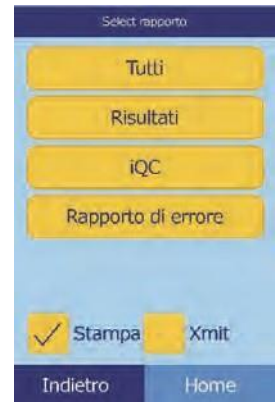 Select rapporto
Tutti
Risultati
iQC
Rapporto di errore
Stampa Xmit
Indietro Home